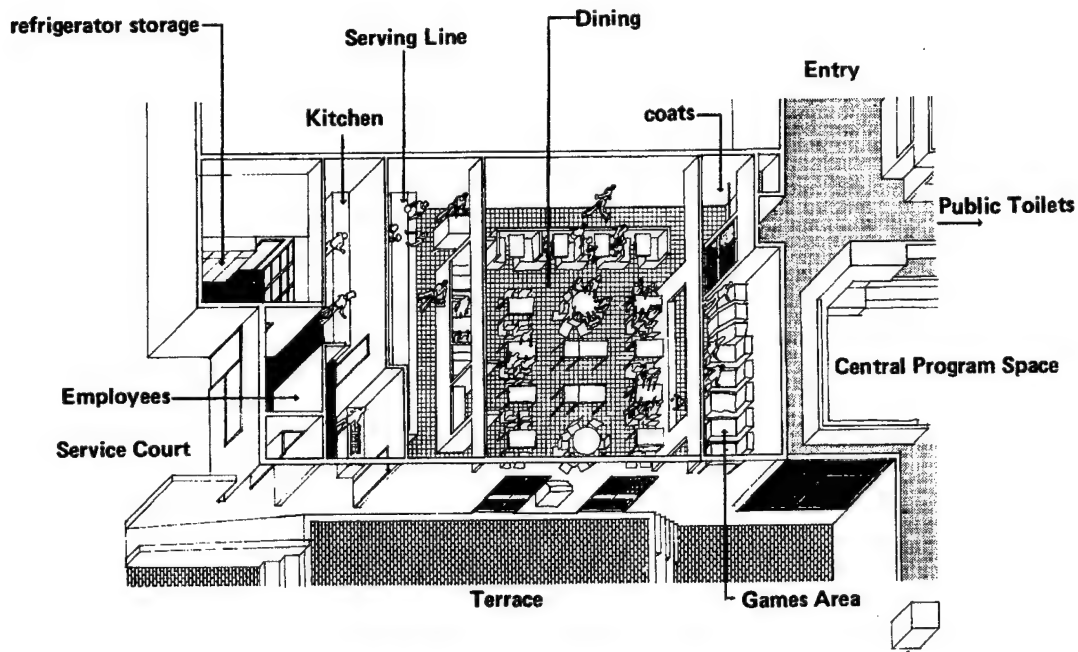 Dining
refrigerator storage
Serving Line
Entry
Kitchen
coats
Public Toilets
Central Program Space
Employees
Service Court
Terrace
Games Area